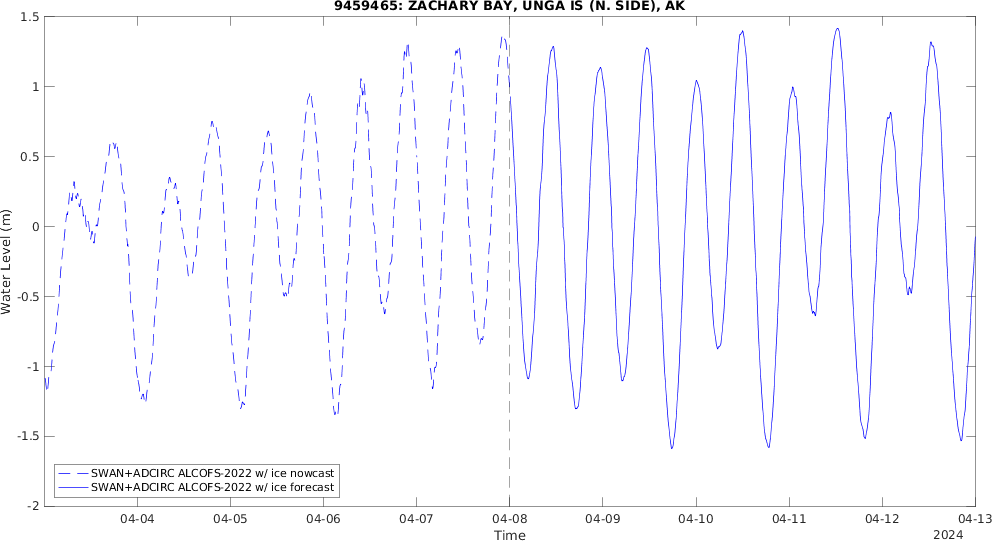 9459465: ZACHARY BAY, UNGA IS (N. SIDE), AK
Water Level (m)
1.5
1
0.5
0
-0.5
-1
-1.5
-2
SWAN+ADCIRC ALCOFS-2022 w/ ice nowcast
SWAN+ADCIRC ALCOFS-2022 w/ ice forecast
04-04 04-05 04-06 04-07 04-08 04-09 04-10 04-11 04-12 04-13
Time
2024